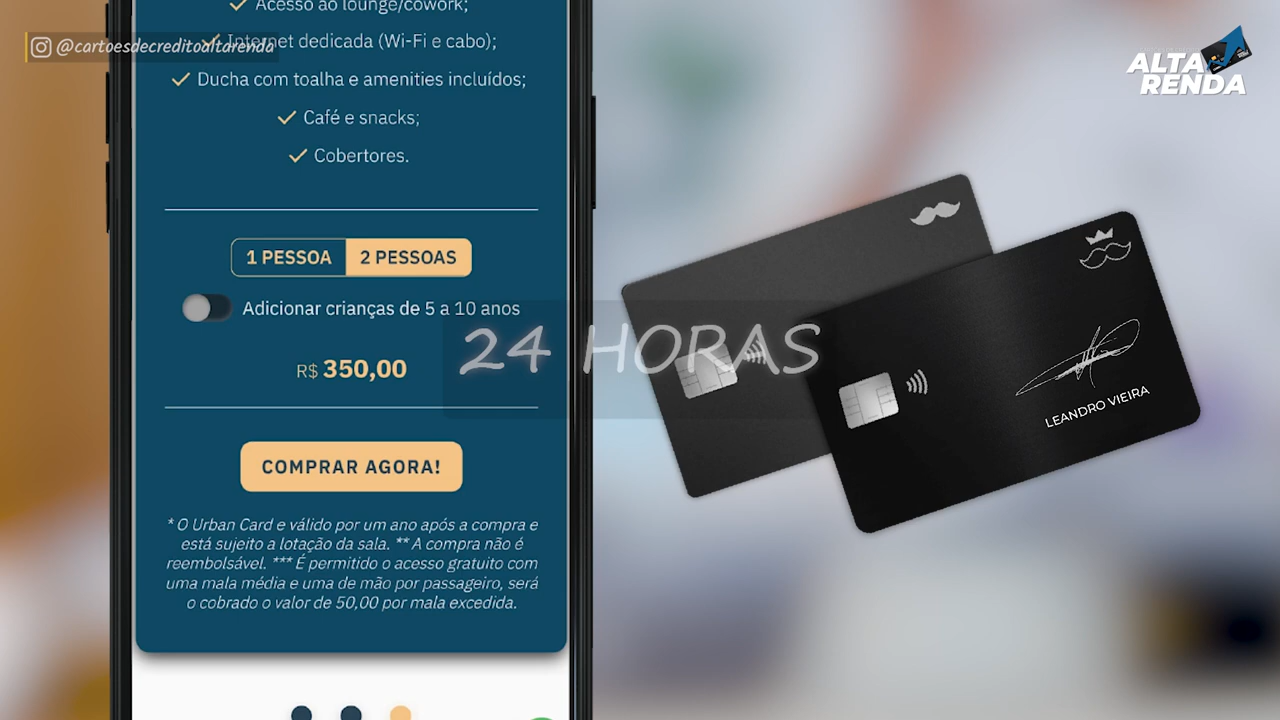 Acesso ao lounge/cowork;
@cartoesdecreditoaltarenda
Internet dedicada (Wi-Fi e cabo);
Ducha com toalha e amenities incluídos;
Café e snacks;
Cobertores.
1 PESSOA 2 PESSOAS
Adicionar crianças de 5 a 10 anos
R$ 350,00
COMPRAR AGORA!
* O Urban Card e válido por um ano após a compra e
está sujeito a lotação da sala. ** A compra não é
reembolsável. *** É permitido o acesso gratuito com
uma mala média e uma de mão por passageiro, será
o cobrado o valor de 50,00 por mala excedida.
24 HORAS
ALTA
RENDA
LEANDRO VIEIRA